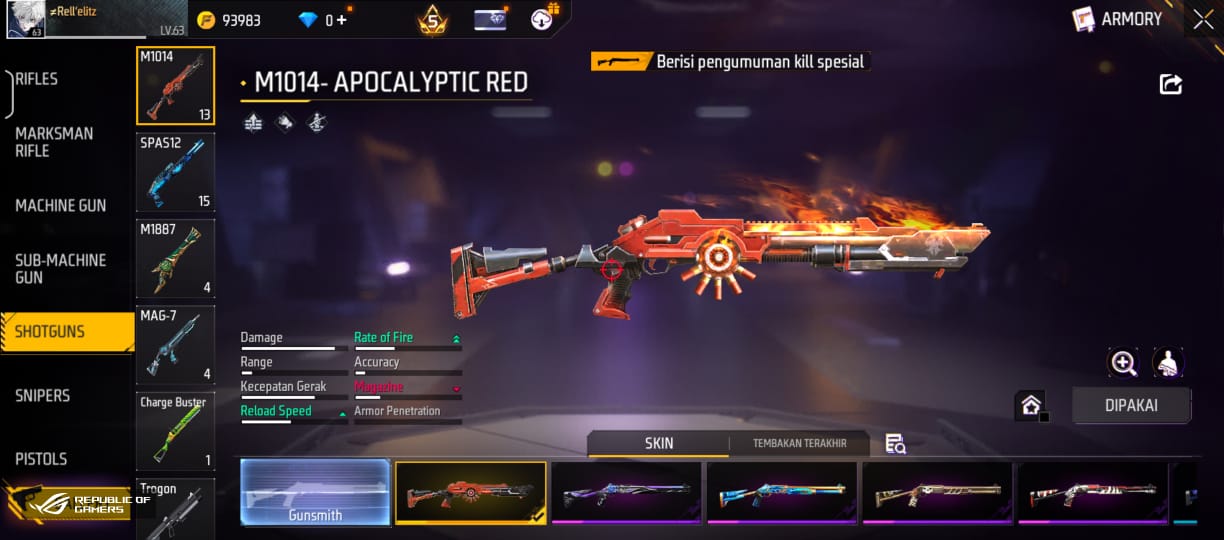 ≠Rell'elitz
63
LV.63
93983
0 +
5
ARMORY
RIFLES
MARKSMAN
RIFLE
MACHINE GUN
SUB-MACHINE
GUN
SHOTGUNS
SNIPERS
PISTOLS
REPUBLIC OF
GAMERS
M1014
13
SPAS12
15
M1887
4
MAG-7
4
Charge Buster
1
Trogon
M1014- APOCALYPTIC RED
Berisi pengumuman kill spesial
Damage
Rate of Fire
Range
Accuracy
Kecepatan Gerak
Magazine
Reload Speed
Armor Penetration
DIPAKAI
SKIN
TEMBAKAN TERAKHIR
Gunsmith